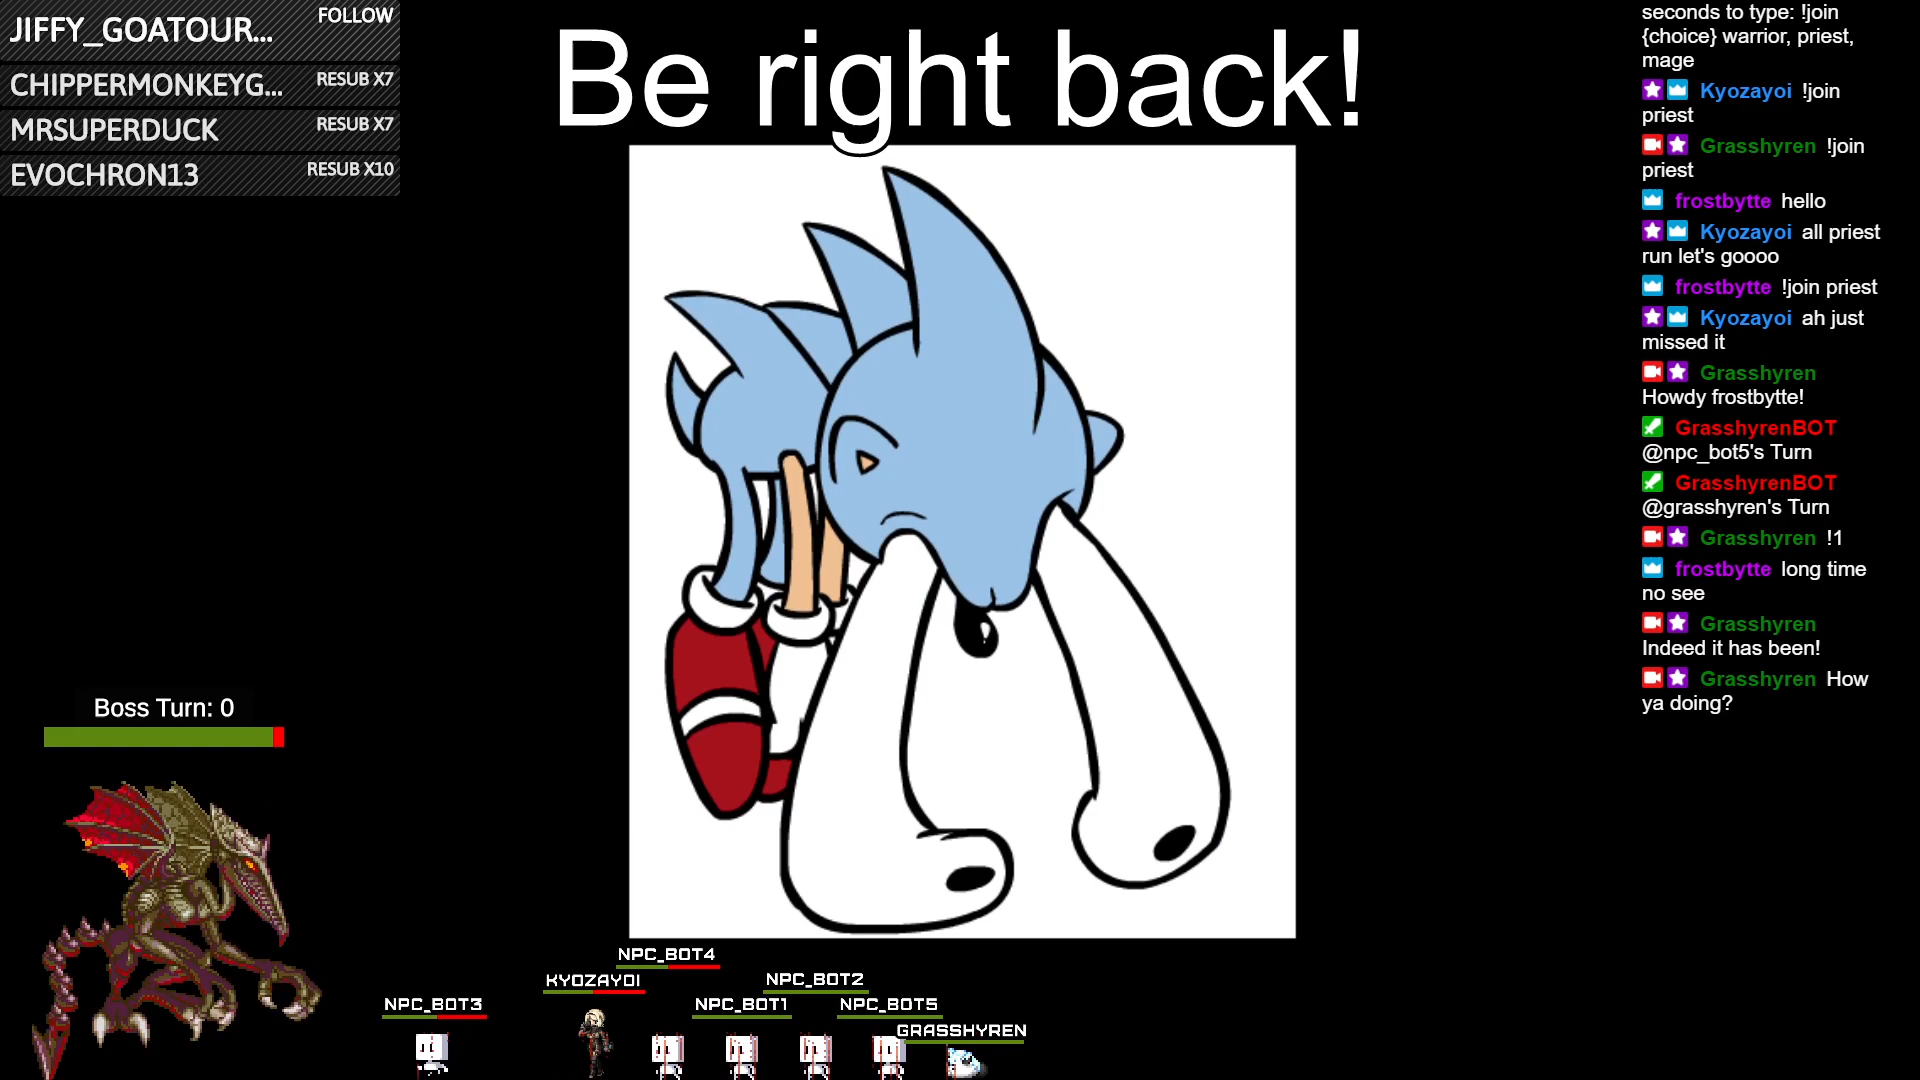 JIFFY_GOATOUR... FOLLOW
CHIPPERMONKEYG... RESUB X7
MRSUPERDUCK RESUB X7
EVOCHRON13 RESUB X10
Be right back!
seconds to type: !join
{choice} warrior, priest,
mage
Kyozayoi !join
priest
Grasshyren !join
priest
frostbytte hello
Kyozayoi all priest
run let's goooo
frostbytte !join priest
Kyozayoi ah just
missed it
Grasshyren
Howdy frostbytte!
GrasshyrenBOT
@npc_bot5's Turn
GrasshyrenBOT
@grasshyren's Turn
Grasshyren !1
frostbytte long time
no see
Grasshyren
Indeed it has been!
Grasshyren How
ya doing?
Boss Turn: 0
NPC_BOT4
KYOZAYOI
NPC_BOT2
NPC_BOT3
NPC_BOT1
NPC_BOT5
GRASSHYREN